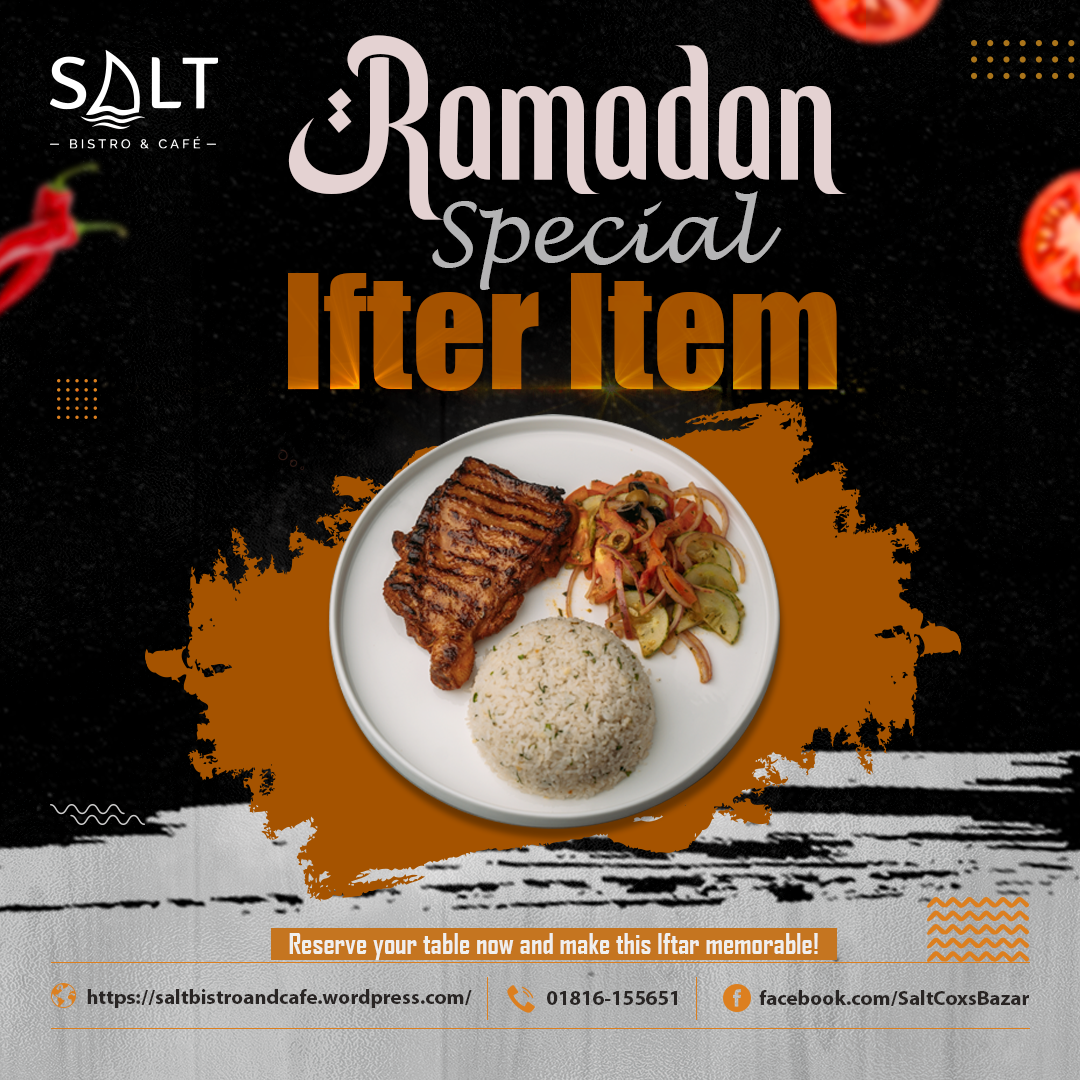 SALT
BISTRO & CAFÉ
Ramadan
Special
Ifter Item
Reserve your table now and make this Iftar memorable!
https://saltbistroandcafe.wordpress.com/
01816-155651
facebook.com/SaltCoxsBazar